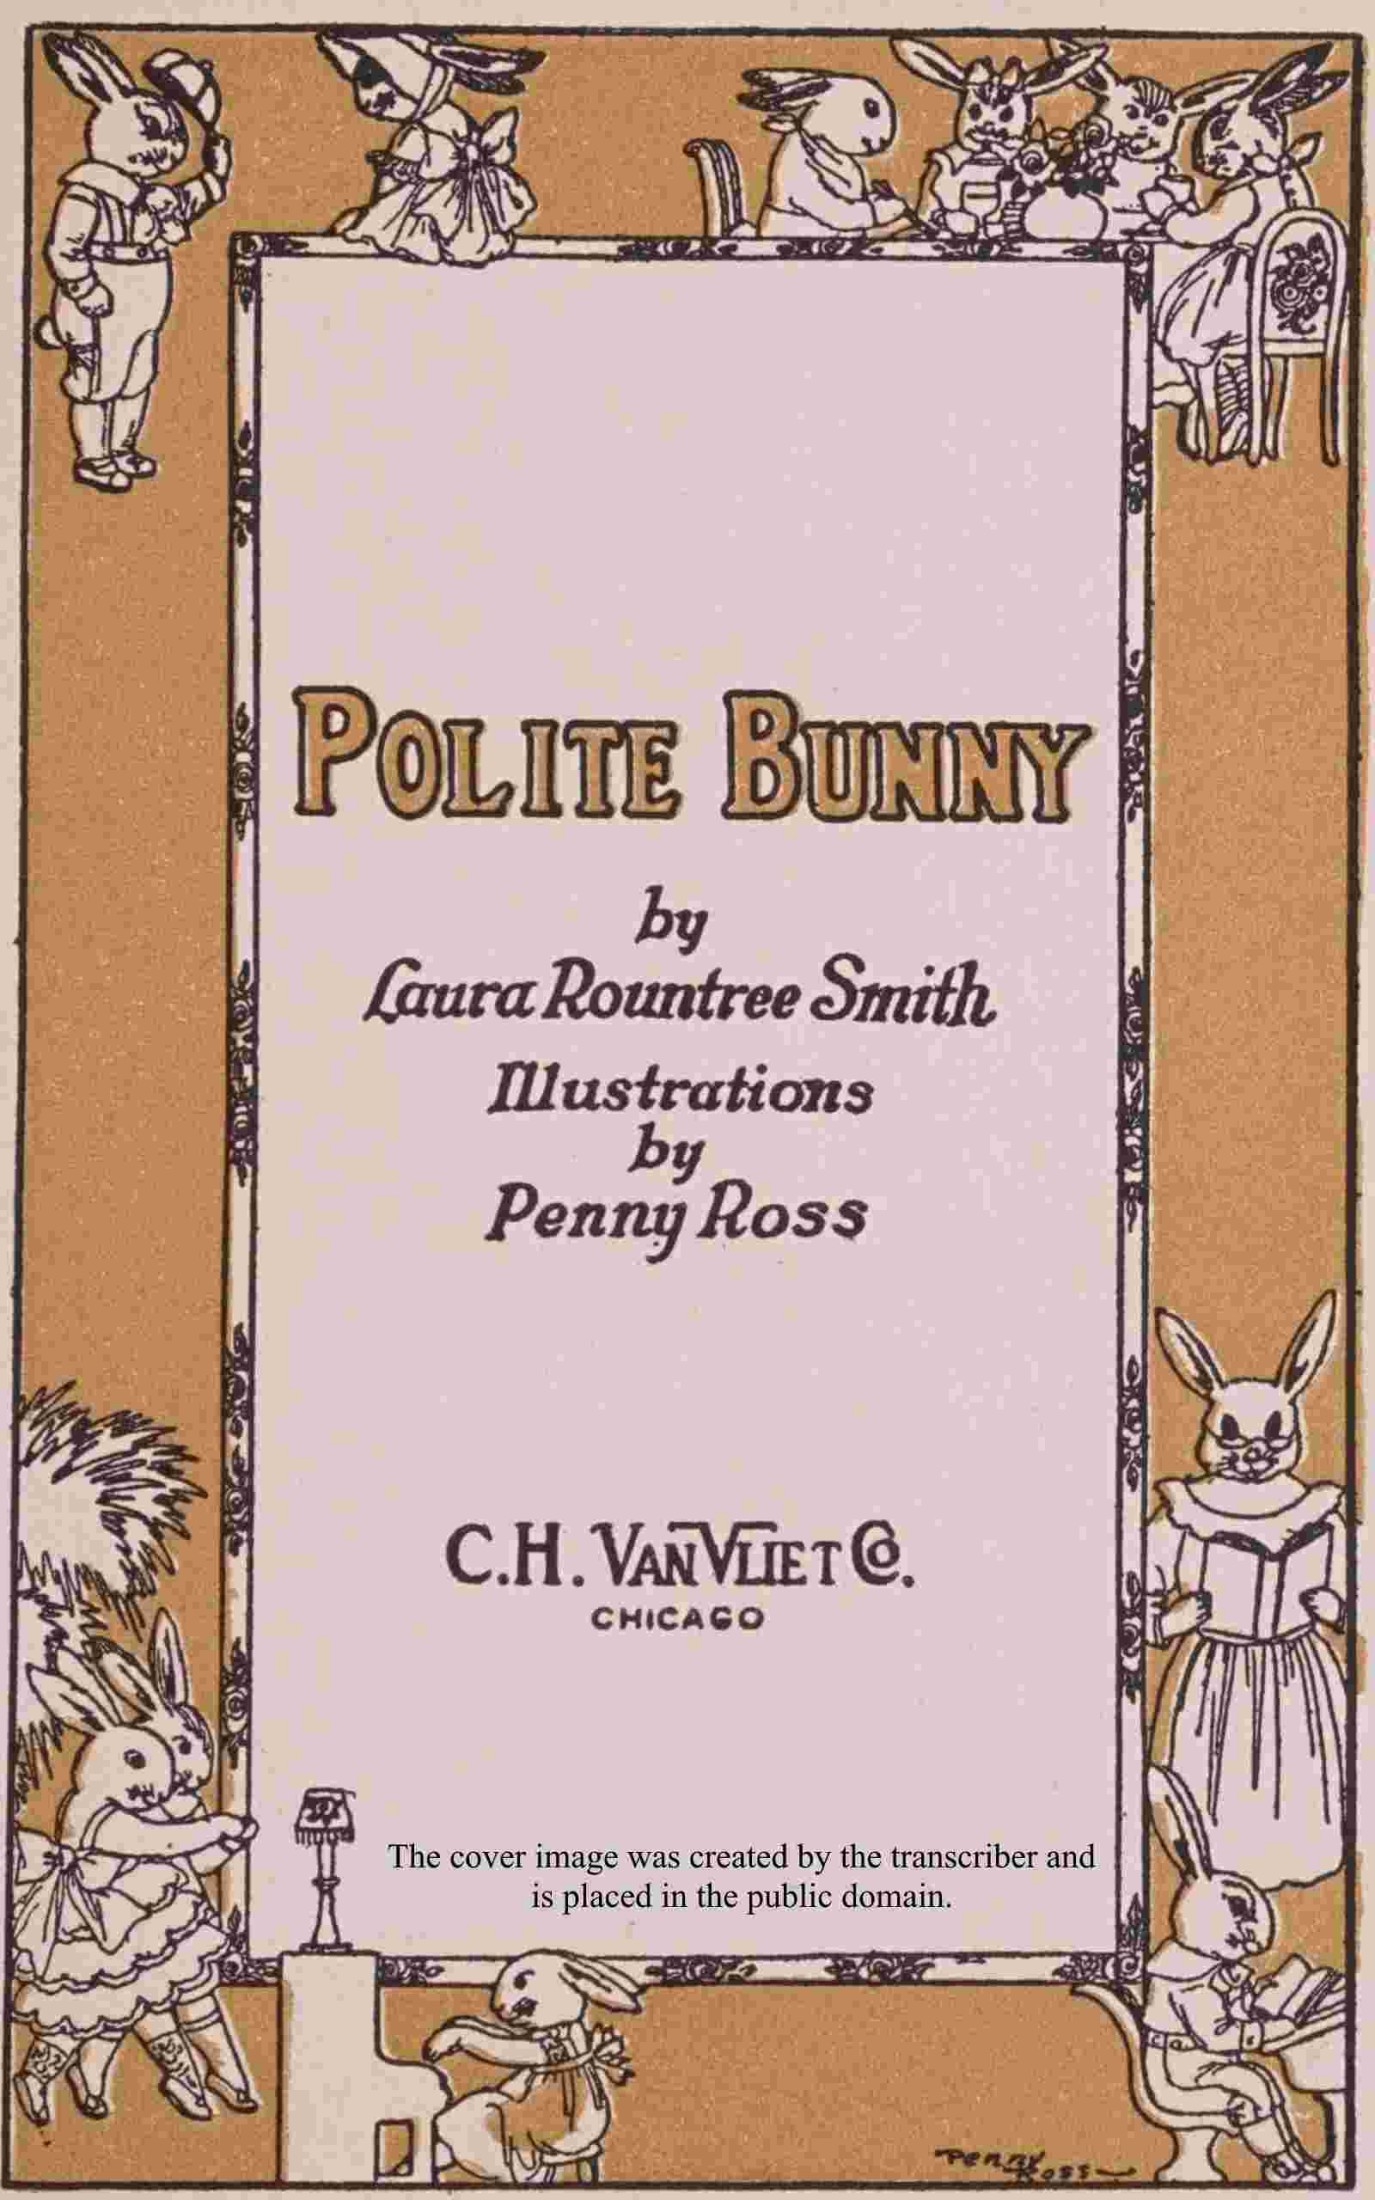 POLITE BUNNY
by
Laura Rountree Smith
Illustrations
by
Penny Ross
C.H. VAN VLIET CO.
CHICAGO
The cover image was created by the transcriber and
is placed in the public domain.
Penny
Ross